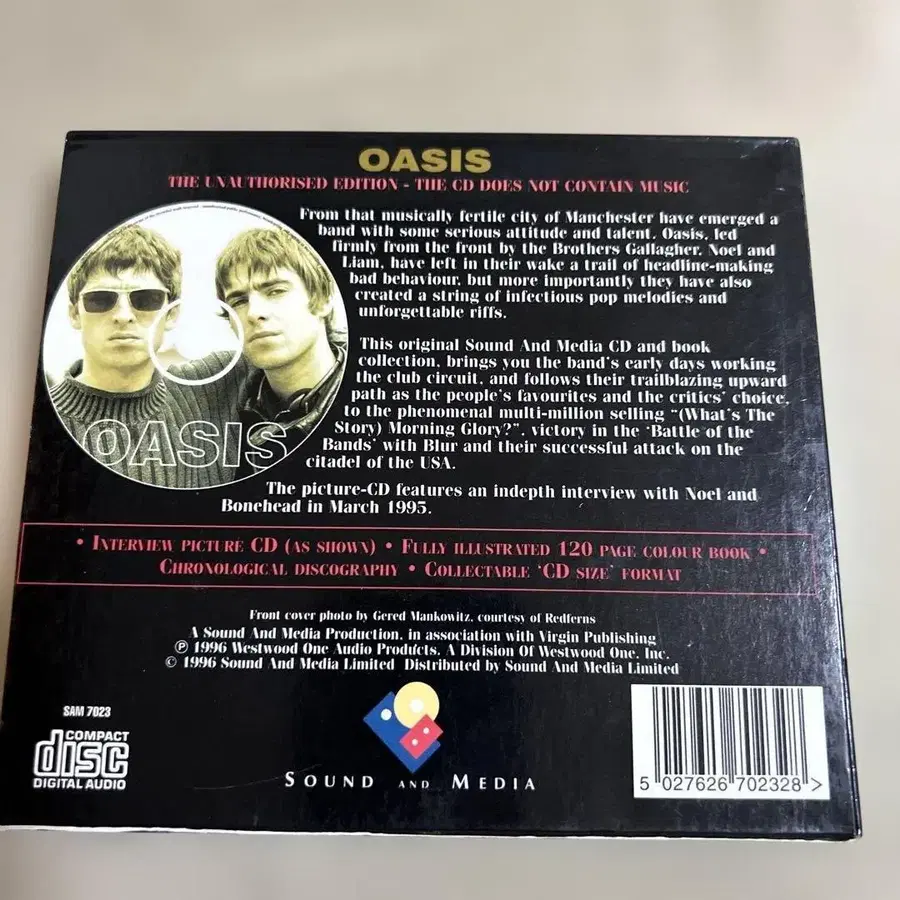 OASIS
THE UNAUTHORISED EDITION - THE CD DOES NOT CONTAIN MUSIC
From that musically fertile city of Manchester have emerged a
band with some serious attitude and talent. Oasis, led
firmly from the front by the Brothers Gallagher, Noel and
Liam, have left in their wake a trail of headline-making
bad behaviour, but more importantly they have also
created a string of infectious pop melodies and
unforgettable riffs.
This original Sound And Media CD and book
collection, brings you the band's early days working
the club circuit, and follows their trailblazing upward
path as the people's favourites and the critics' choice,
to the phenomenal multi-million selling "(What's The
Story) Morning Glory?", victory in the 'Battle of the
Bands' with Blur and their successful attack on the
citadel of the USA.
OASIS
The picture-CD features an indepth interview with Noel and
Bonehead in March 1995.
• INTERVIEW PICTURE CD (AS SHOWN) • FULLY ILLUSTRATED 120 PAGE COLOUR BOOK •
CHRONOLOGICAL DISCOGRAPHY • COLLECTABLE 'CD SIZE' FORMAT
Front cover photo by Gered Mankowitz, courtesy of Redferns
A Sound And Media Production, in association with Virgin Publishing
℗ 1996 Westwood One Audio Products. A Division Of Westwood One, Inc.
© 1996 Sound And Media Limited Distributed by Sound And Media Limited
SAM 7023
COMPACT
disc
DIGITAL AUDIO
SOUND AND MEDIA
5 027626 702328 >